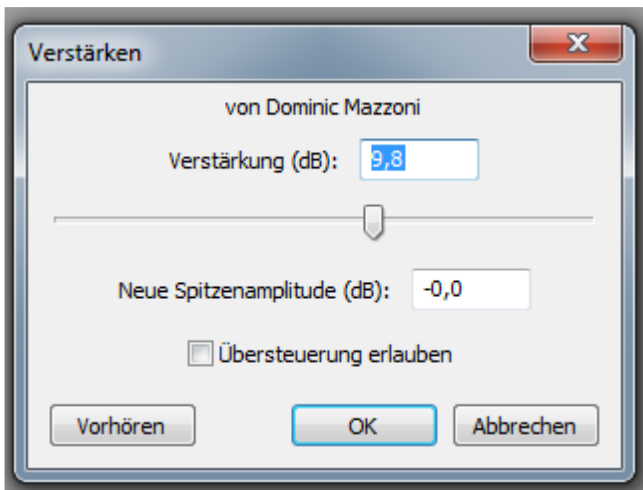 Verstärken
von Dominic Mazzoni
Verstärkung (dB): 9,8
Neue Spitzenamplitude (dB): -0,0
Übersteuerung erlauben
Vorhören OK Abbrechen